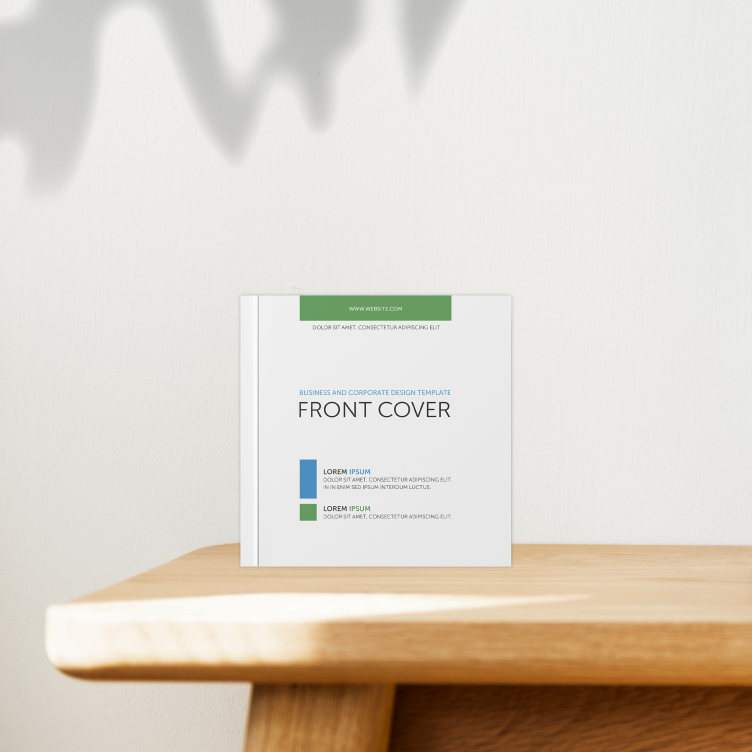 WWW.WEBSITE.COM
DOLOR SIT AMET, CONSECTETUR ADIPISCING ELIT
BUSINESS AND CORPORATE DESIGN TEMPLATE
FRONT COVER
LOREM IPSUM
DOLOR SIT AMET, CONSECTETUR ADIPISCING ELIT.
IN IN ENIM SED IPSUM INTERDUM LUCTUS.
LOREM IPSUM
DOLOR SIT AMET, CONSECTETUR ADIPISCING ELIT.